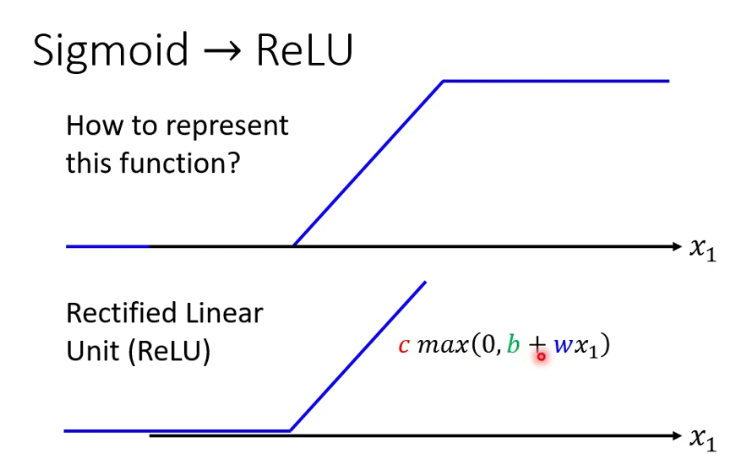 Sigmoid → ReLU
How to represent
this function?
x₁
Rectified Linear
Unit (ReLU)
c max(0, b + wx₁)
x₁